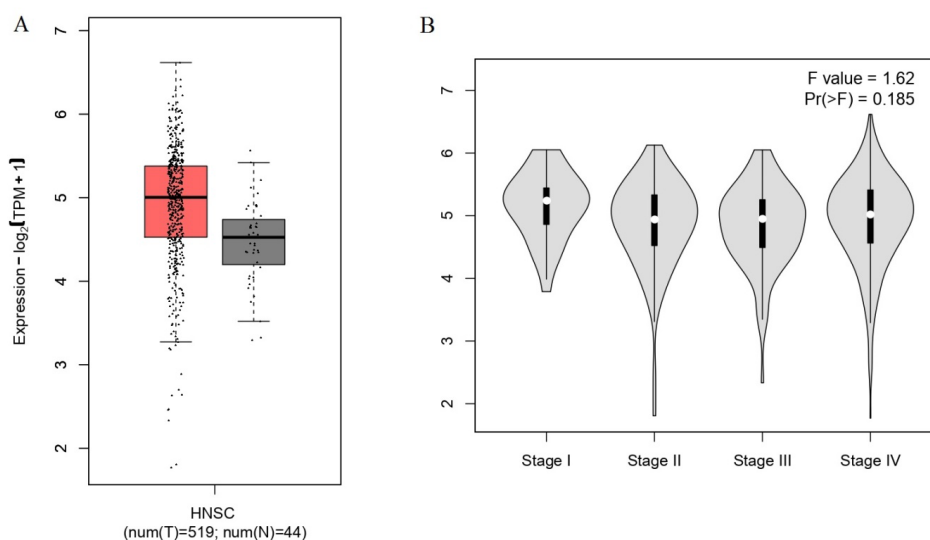 A
7
6
5
4
3
2
Expression − log₂(TPM + 1)
HNSC
(num(T)=519; num(N)=44)
B
F value = 1.62
Pr(>F) = 0.185
7
6
5
4
3
2
Stage I
Stage II
Stage III
Stage IV